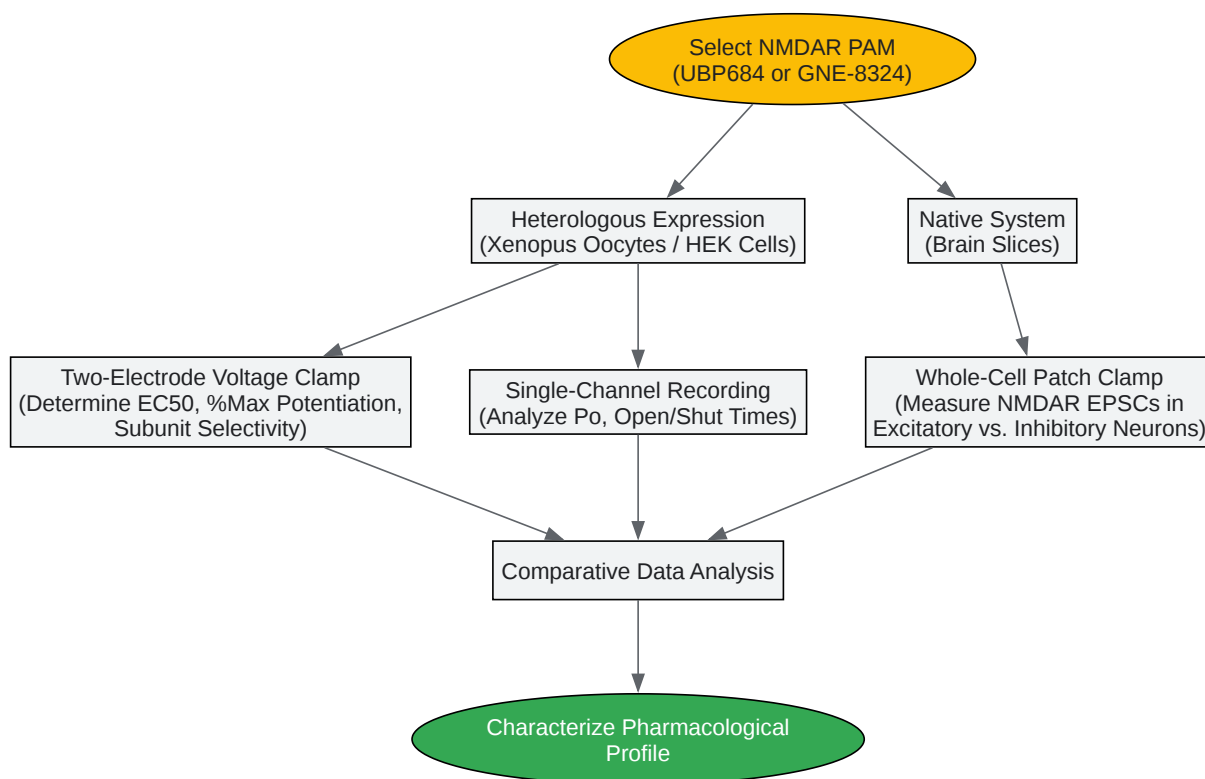 Select NMDAR PAM
(UBP684 or GNE-8324)
Heterologous Expression
(Xenopus Oocytes / HEK Cells)
Native System
(Brain Slices)
Two-Electrode Voltage Clamp
(Determine EC50, %Max Potentiation,
Subunit Selectivity)
Single-Channel Recording
(Analyze Po, Open/Shut Times)
Whole-Cell Patch Clamp
(Measure NMDAR EPSCs in
Excitatory vs. Inhibitory Neurons)
Comparative Data Analysis
Characterize Pharmacological
Profile